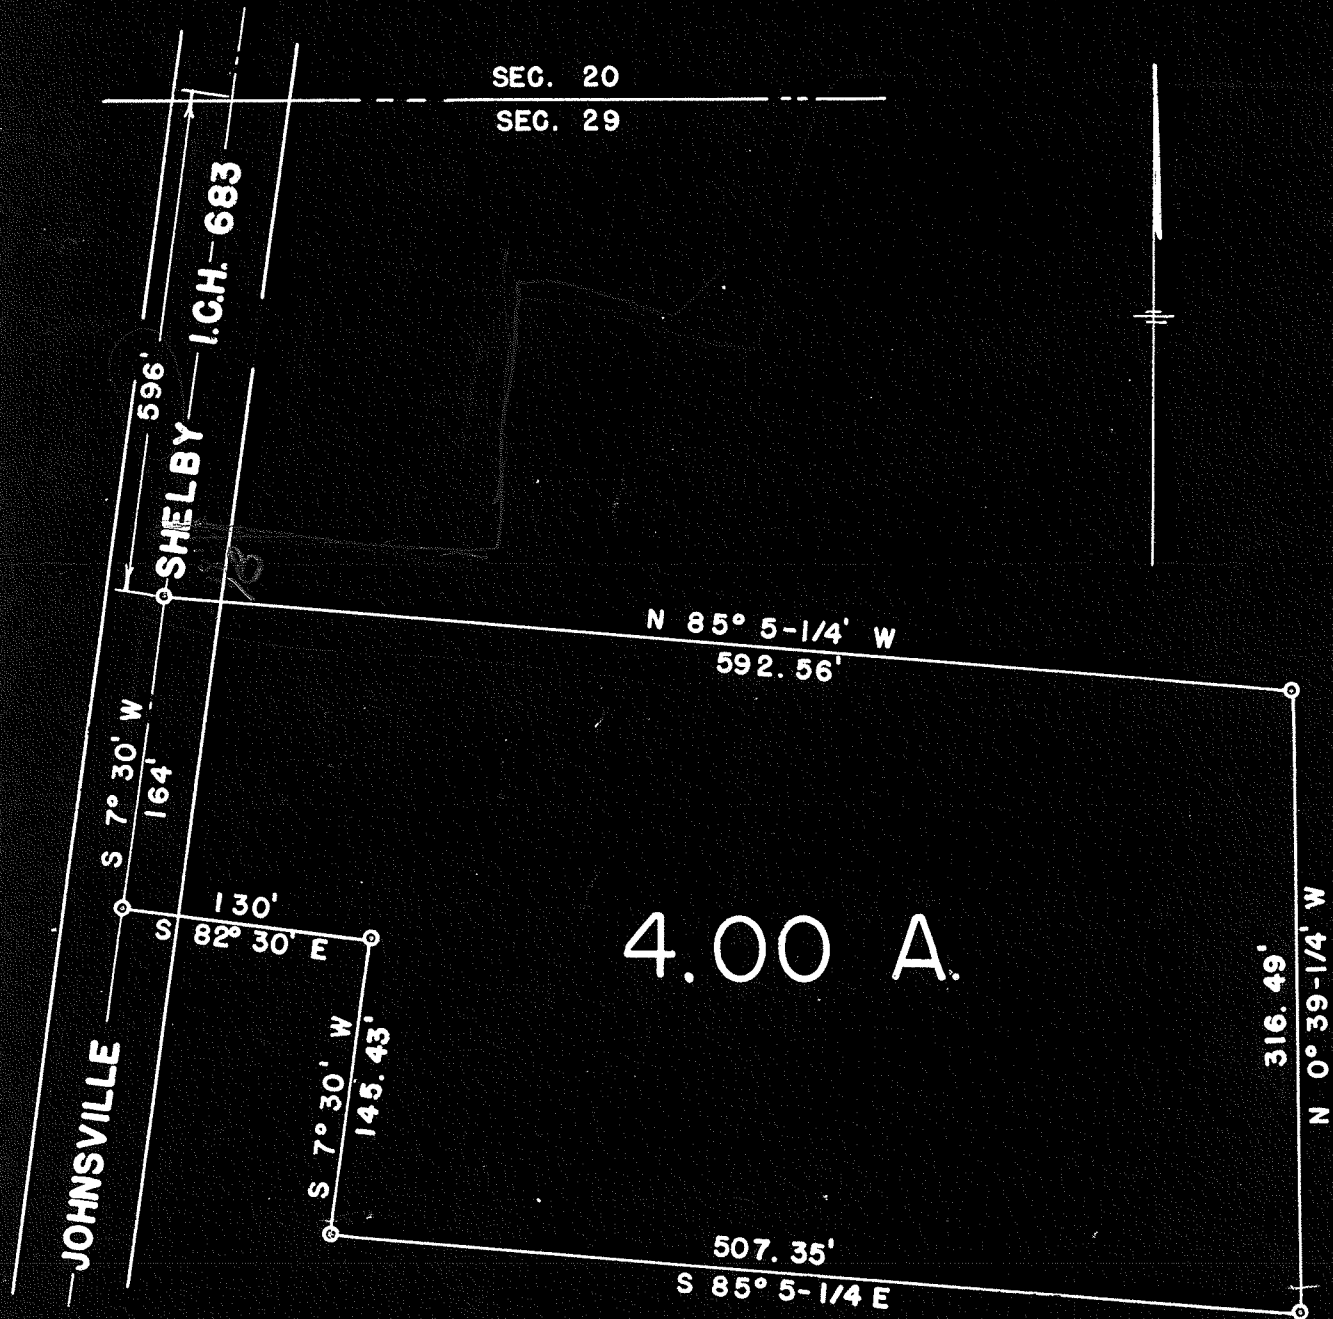 SEC. 20
SEC. 29
I.C.H. 683
596'
SHELBY
N 85° 5-1/4' W
592.56'
S 7° 30' W
164'
130'
S 82° 30' E
4.00 A.
316.49'
N 0° 39-1/4' W
S 7° 30' W
145.43'
JOHNSVILLE
507.35'
S 85° 5-1/4 E